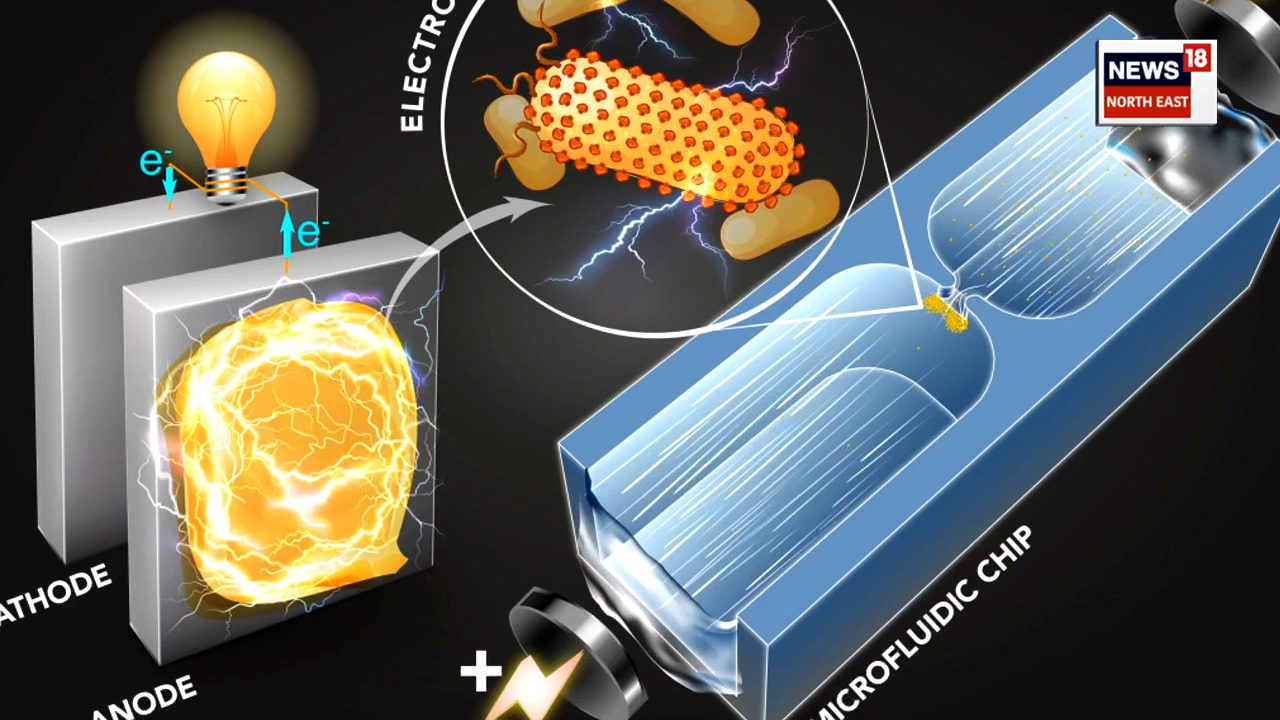 ELECTRO
NEWS 18
NORTH EAST
e-
e-
ATHODE
ANODE
+
MICROFLUIDIC CHIP